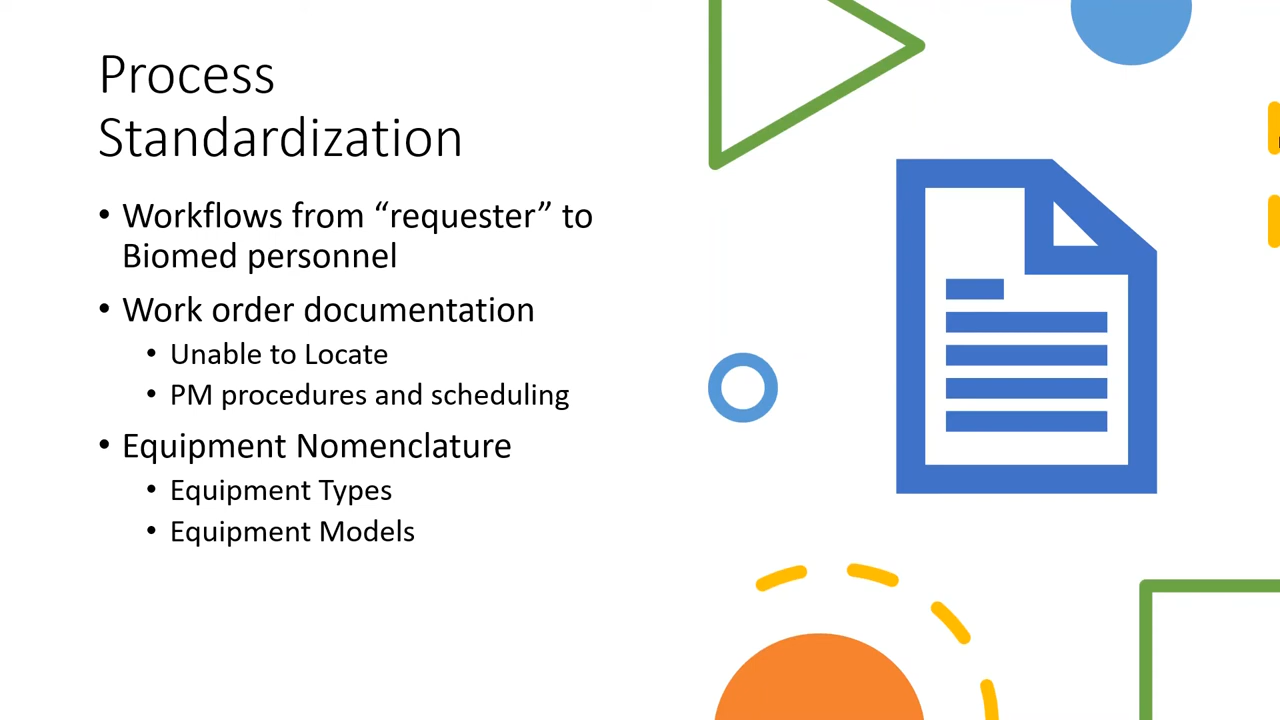 Process
Standardization
• Workflows from “requester” to
Biomed personnel
• Work order documentation
• Unable to Locate
• PM procedures and scheduling
• Equipment Nomenclature
• Equipment Types
• Equipment Models